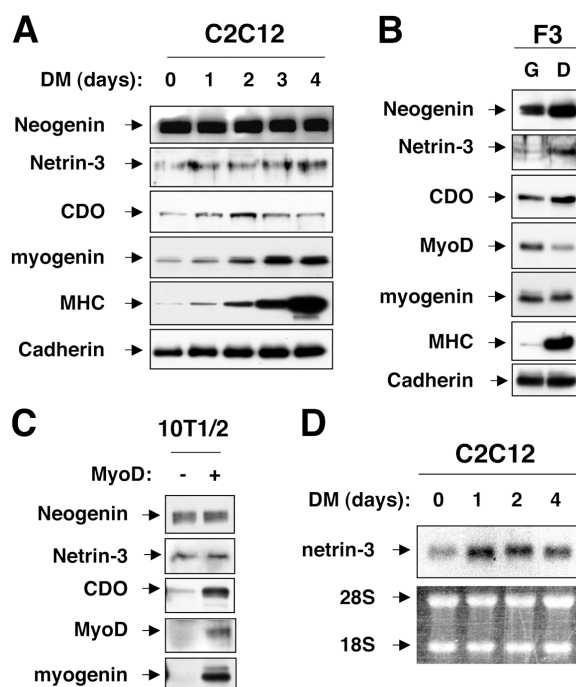 A
C2C12
DM (days): 0 1 2 3 4
Neogenin
Netrin-3
CDO
myogenin
MHC
Cadherin
B
F3
G D
Neogenin
Netrin-3
CDO
MyoD
myogenin
MHC
Cadherin
C
10T1/2
MyoD: - +
Neogenin
Netrin-3
CDO
MyoD
myogenin
D
C2C12
DM (days): 0 1 2 4
netrin-3
28S
18S